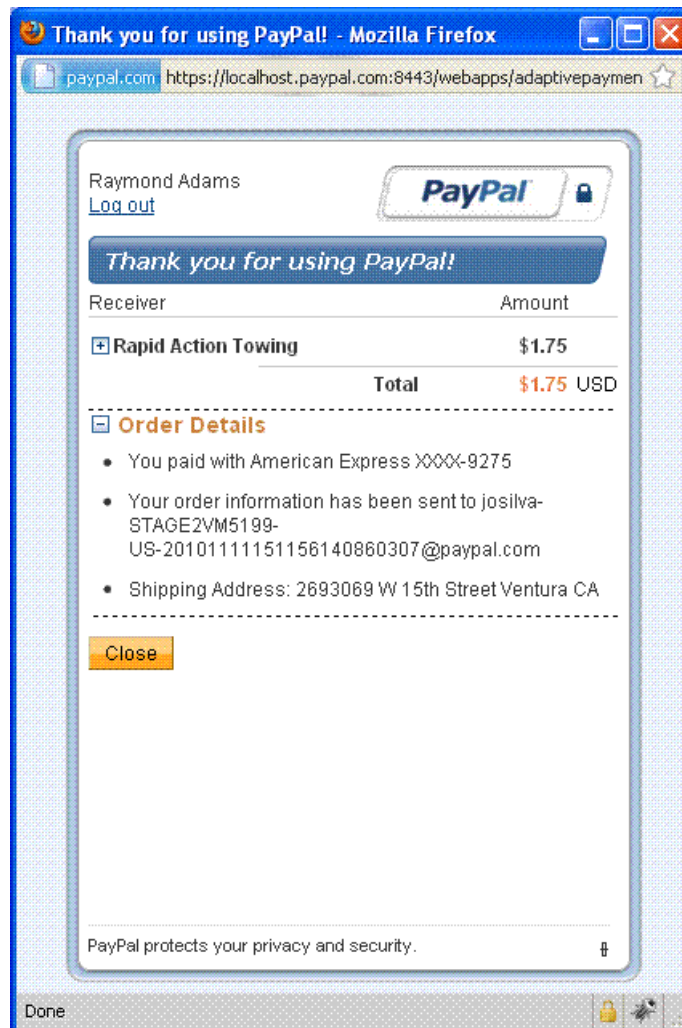 Thank you for using PayPal! - Mozilla Firefox
paypal.com https://localhost.paypal.com:8443/webapps/adaptivepaymen
Raymond Adams
Log out
PayPal
Thank you for using PayPal!
Receiver Amount
Rapid Action Towing $1.75
Total $1.75 USD
Order Details
You paid with American Express XXXX-9275
Your order information has been sent to josilva-
STAGE2VM5199-
US-20101111151156140860307@paypal.com
Shipping Address: 2693069 W 15th Street Ventura CA
Close
PayPal protects your privacy and security.
Done